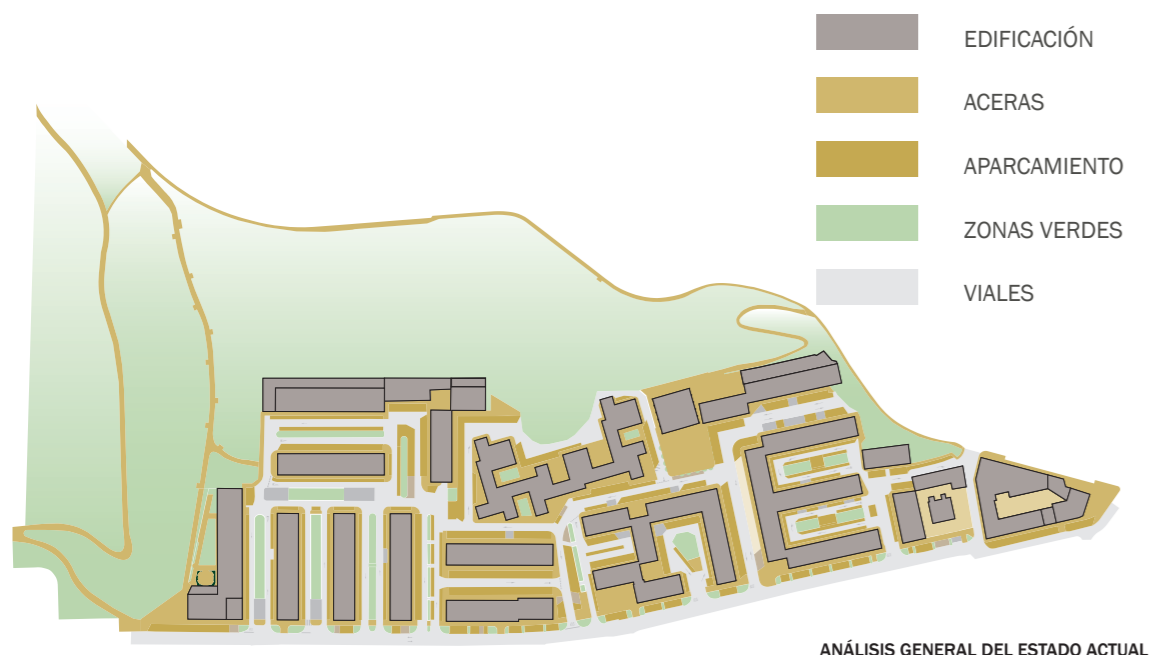 EDIFICACIÓN
ACERAS
APARCAMIENTO
ZONAS VERDES
VIALES
ANÁLISIS GENERAL DEL ESTADO ACTUAL